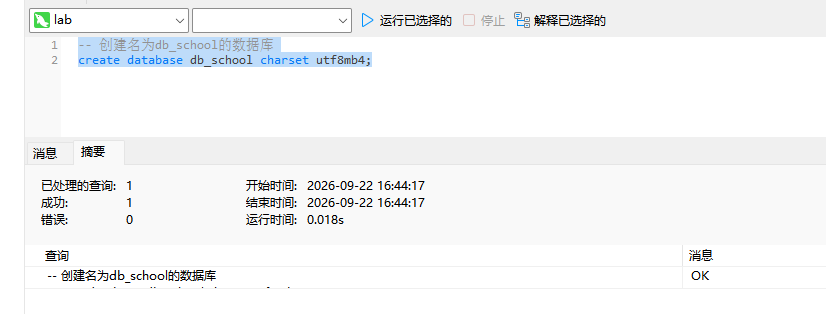 lab
运行已选择的 停止 解释已选择的
1 -- 创建名为db_school的数据库
2 create database db_school charset utf8mb4;
消息 摘要
已处理的查询: 1 开始时间: 2026-09-22 16:44:17
成功: 1 结束时间: 2026-09-22 16:44:17
错误: 0 运行时间: 0.018s
查询 消息
-- 创建名为db_school的数据库 OK